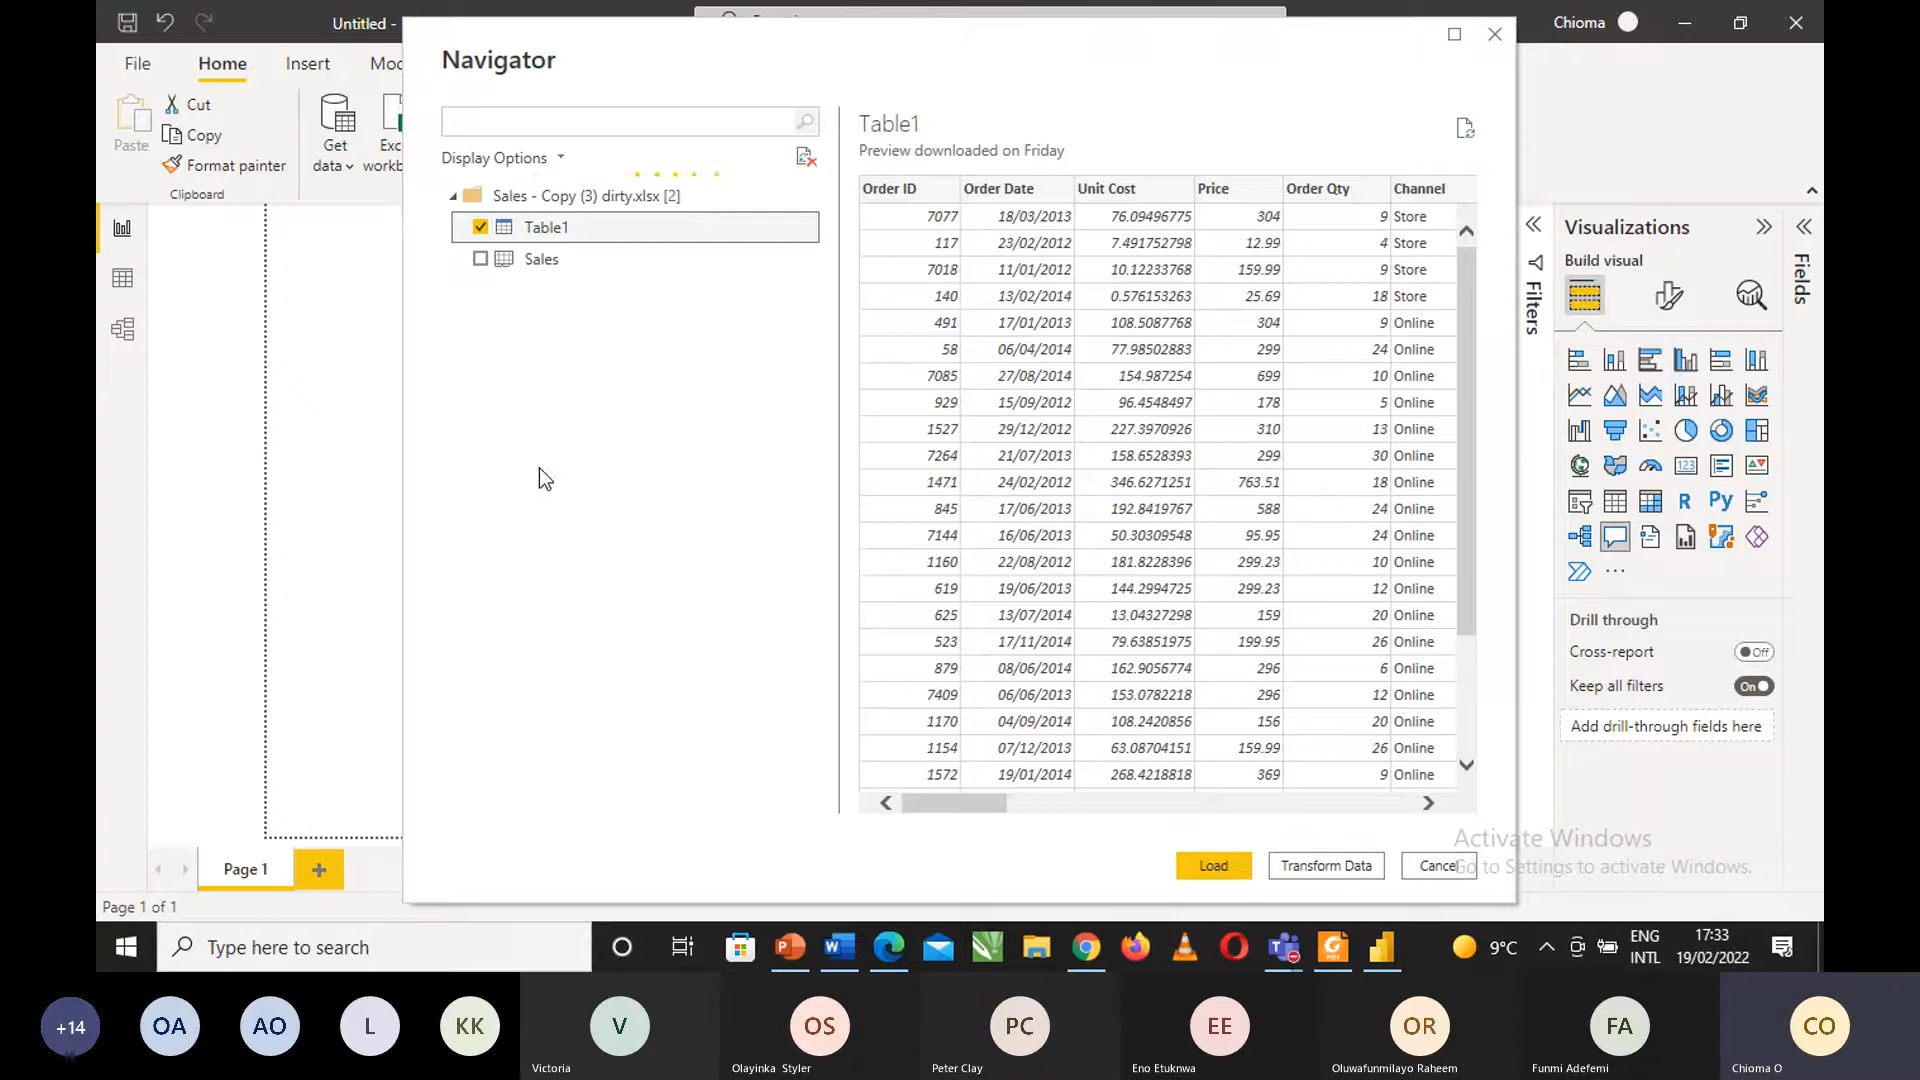 Untitled -
Chioma
File
Home
Insert
Moc
Paste
Cut
Copy
Format painter
Clipboard
Get
data
Exc
workb
Navigator
Display Options
Sales - Copy (3) dirty.xlsx [2]
Table1
Sales
Table1
Preview downloaded on Friday
Order ID Order Date Unit Cost Price Order Qty Channel
7077 18/03/2013 76.09496775 304 9 Store
117 23/02/2012 7.491752798 12.99 4 Store
7018 11/01/2012 10.12233768 159.99 9 Store
140 13/02/2014 0.576153263 25.69 18 Store
491 17/01/2013 108.5087768 304 9 Online
58 06/04/2014 77.98502883 299 24 Online
7085 27/08/2014 154.987254 699 10 Online
929 15/09/2012 96.4548497 178 5 Online
1527 29/12/2012 227.3970926 310 13 Online
7264 21/07/2013 158.6528393 299 30 Online
1471 24/02/2012 346.6271251 763.51 18 Online
845 17/06/2013 192.8419767 588 24 Online
7144 16/06/2013 50.30309548 95.95 24 Online
1160 22/08/2012 181.8228396 299.23 10 Online
619 19/06/2013 144.2994725 299.23 12 Online
625 13/07/2014 13.04327298 159 20 Online
523 17/11/2014 79.63851975 199.95 26 Online
879 08/06/2014 162.9056774 296 6 Online
7409 06/06/2013 153.0782218 296 12 Online
1170 04/09/2014 108.2420856 156 20 Online
1154 07/12/2013 63.08704151 159.99 26 Online
1572 19/01/2014 268.4218818 369 9 Online
Load
Transform Data
Cancel
Filters
Visualizations
Build visual
123
R
Py
...
Drill through
Cross-report
Off
Keep all filters
On
Add drill-through fields here
Fields
Activate Windows
Go to Settings to activate Windows.
Page 1
+
Page 1 of 1
Type here to search
9°C
ENG
INTL
17:33
19/02/2022
+14
OA
AO
L
KK
V
Victoria
OS
Olayinka Styler
PC
Peter Clay
EE
Eno Etuknwa
OR
Oluwafunmilayo Raheem
FA
Funmi Adefemi
CO
Chioma O